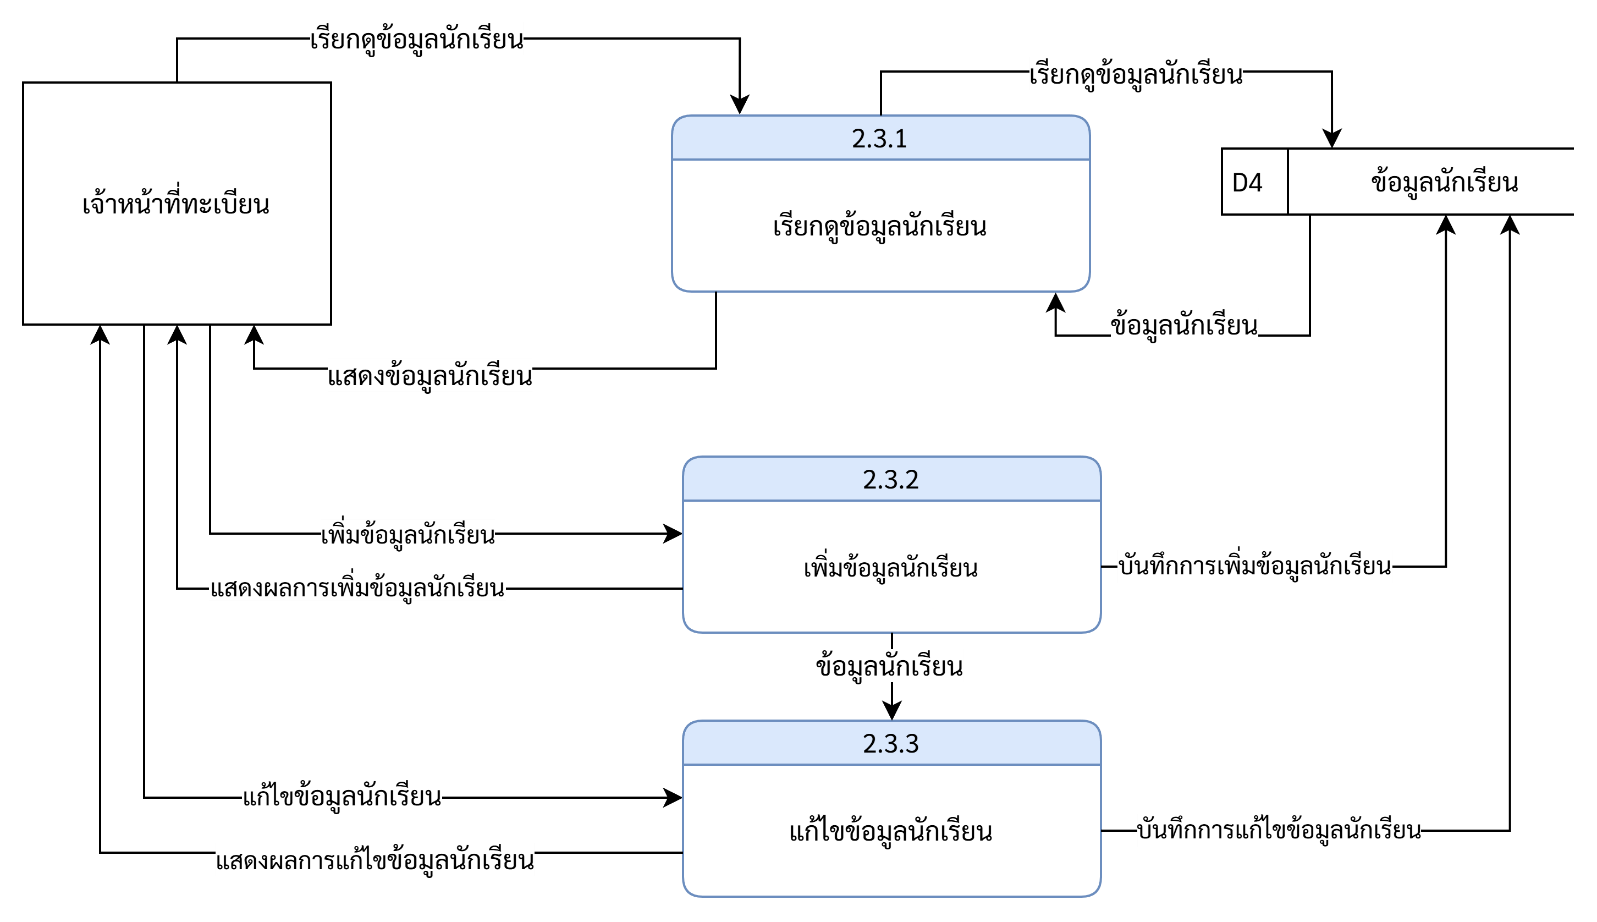 เรียกดูข้อมูลนักเรียน
เรียกดูข้อมูลนักเรียน
2.3.1
D4
ข้อมูลนักเรียน
เจ้าหน้าที่ทะเบียน
เรียกดูข้อมูลนักเรียน
ข้อมูลนักเรียน
แสดงข้อมูลนักเรียน
2.3.2
เพิ่มข้อมูลนักเรียน
เพิ่มข้อมูลนักเรียน
บันทึกการเพิ่มข้อมูลนักเรียน
แสดงผลการเพิ่มข้อมูลนักเรียน
ข้อมูลนักเรียน
2.3.3
แก้ไขข้อมูลนักเรียน
แก้ไขข้อมูลนักเรียน
บันทึกการแก้ไขข้อมูลนักเรียน
แสดงผลการแก้ไขข้อมูลนักเรียน